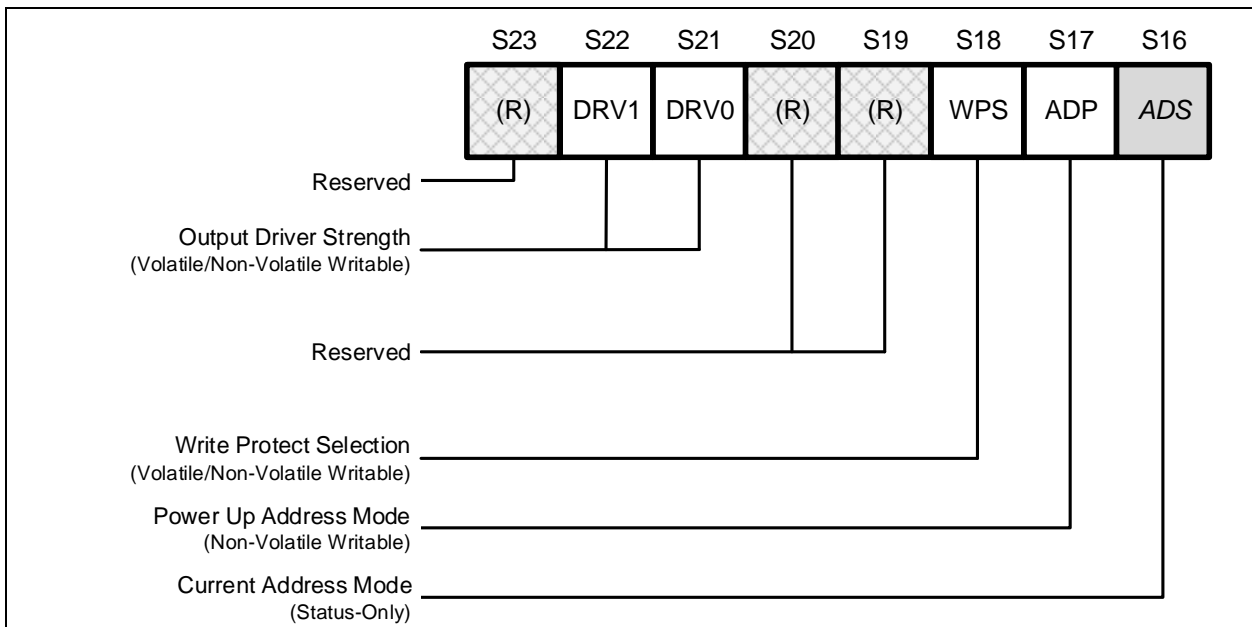 S23 S22 S21 S20 S19 S18 S17 S16
(R) DRV1 DRV0 (R) (R) WPS ADP ADS
Reserved
Output Driver Strength
(Volatile/Non-Volatile Writable)
Reserved
Write Protect Selection
(Volatile/Non-Volatile Writable)
Power Up Address Mode
(Non-Volatile Writable)
Current Address Mode
(Status-Only)